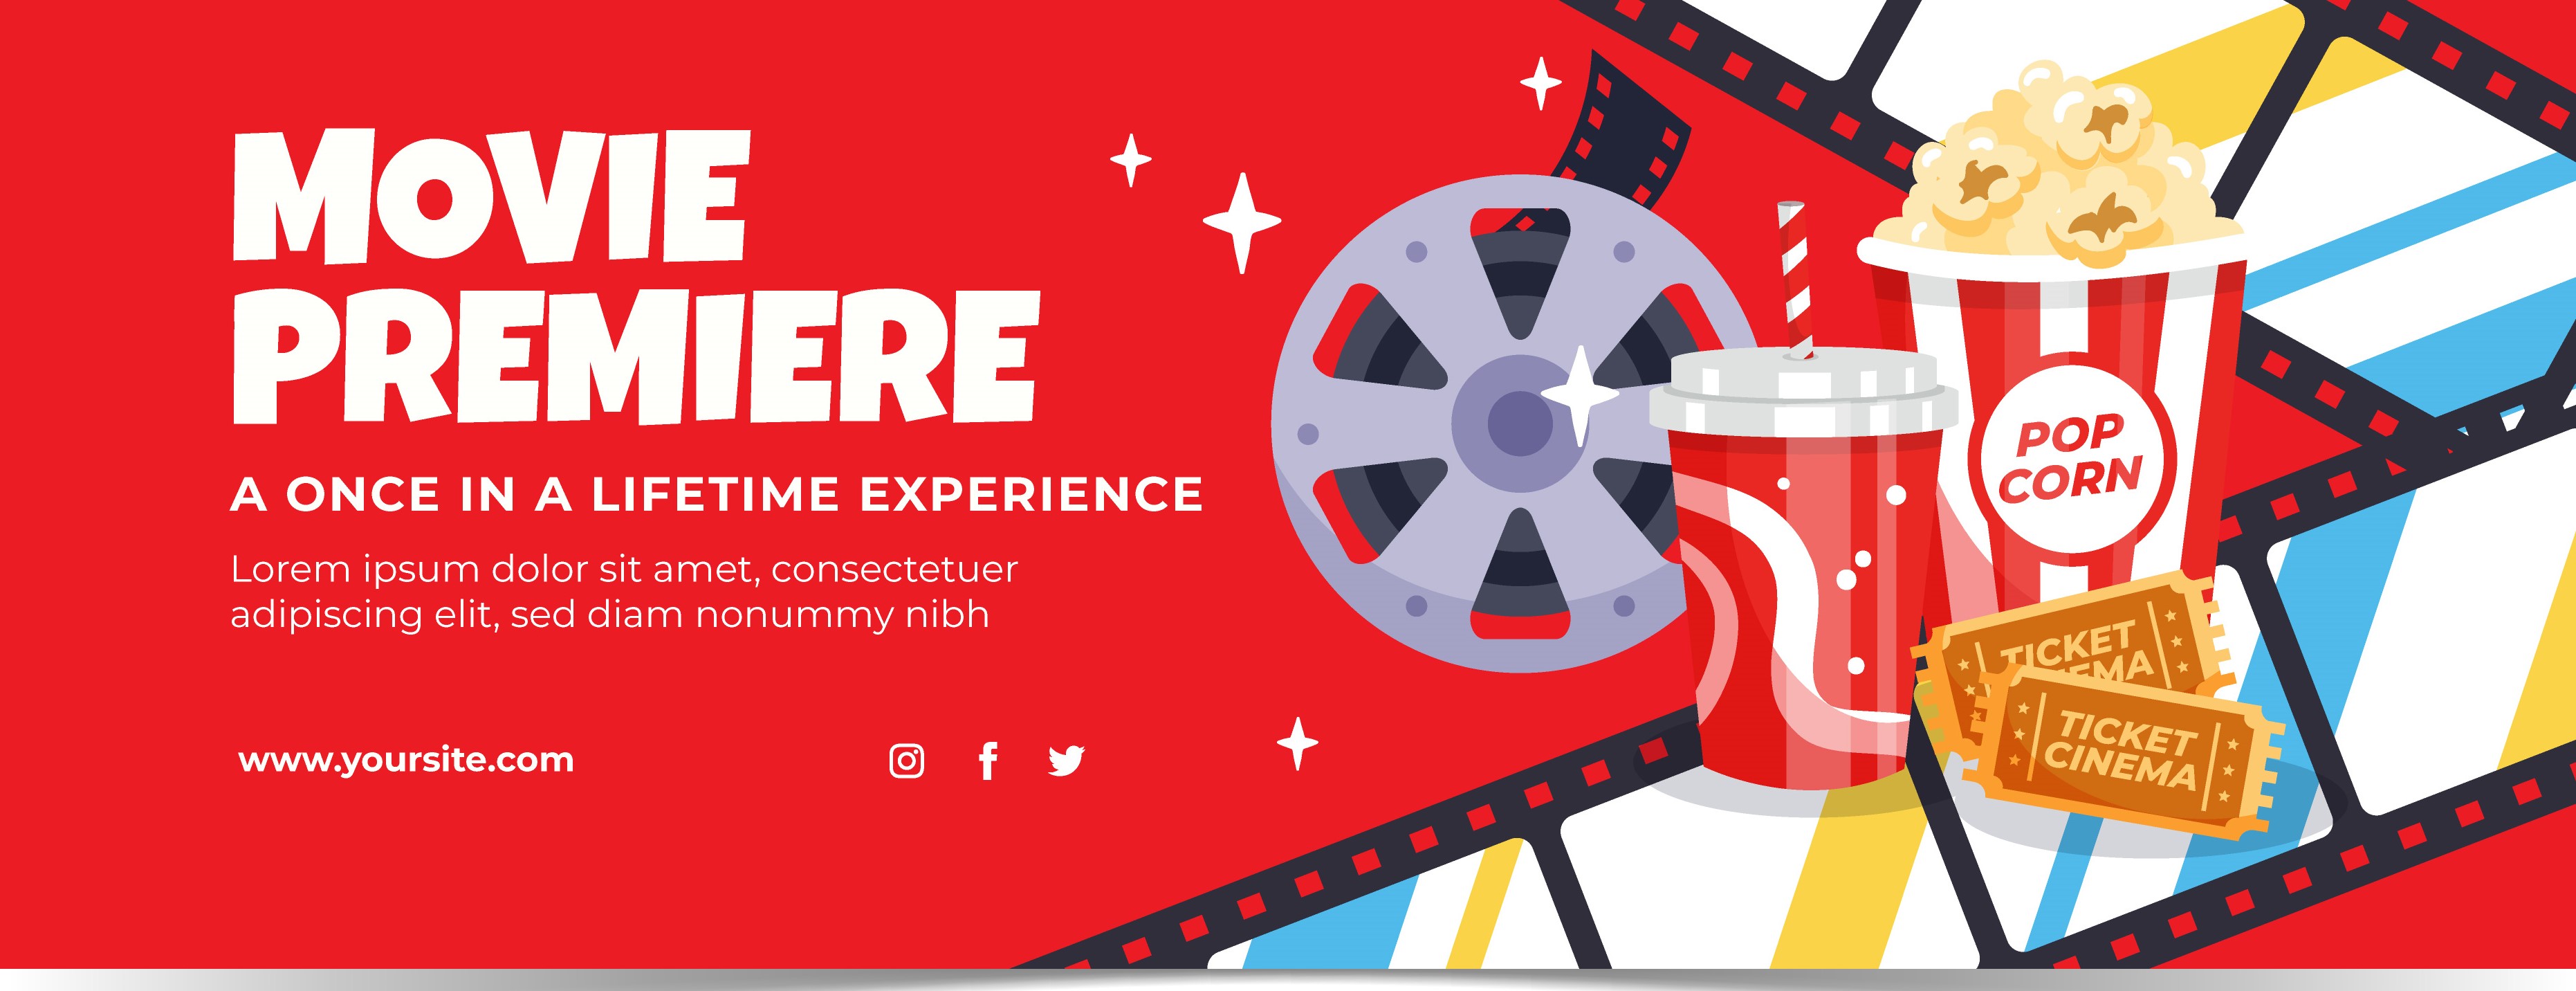 MOVIE
PREMIERE
A ONCE IN A LIFETIME EXPERIENCE
Lorem ipsum dolor sit amet, consectetuer
adipiscing elit, sed diam nonummy nibh
www.yoursite.com
POP
CORN
TICKET
TICKET
CINEMA